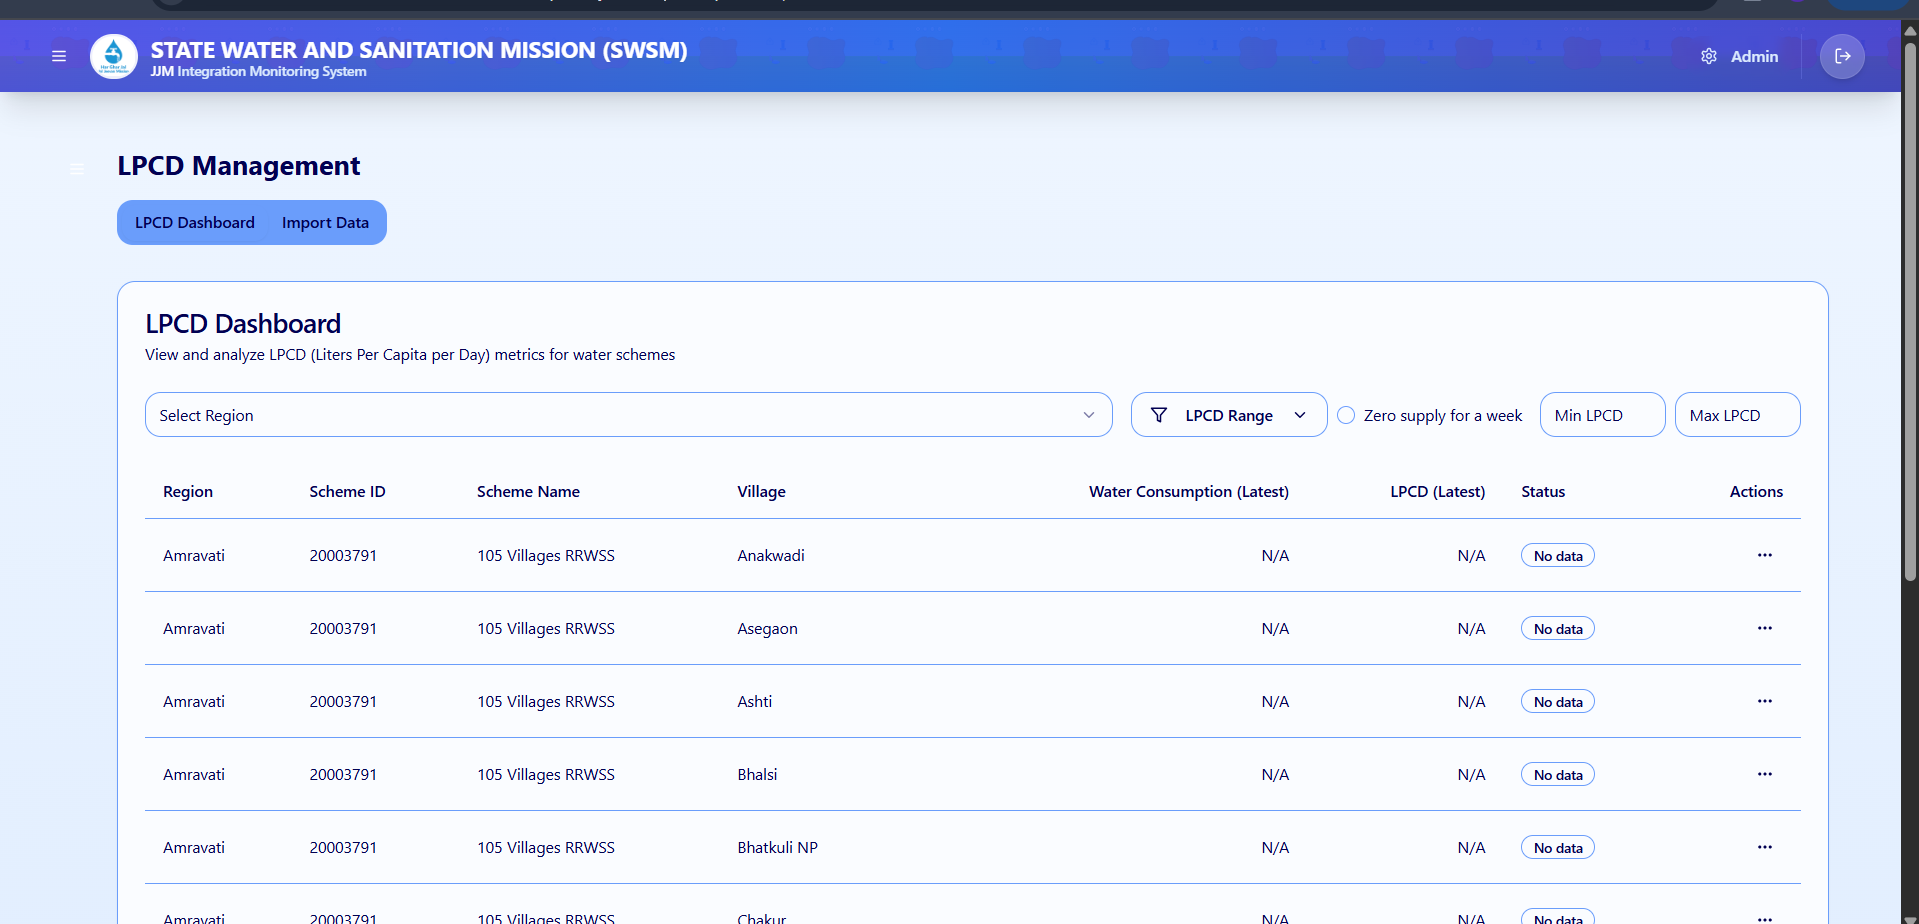 STATE WATER AND SANITATION MISSION (SWSM)
JJM Integration Monitoring System
Admin
LPCD Management
LPCD Dashboard Import Data
LPCD Dashboard
View and analyze LPCD (Liters Per Capita per Day) metrics for water schemes
Select Region LPCD Range Zero supply for a week Min LPCD Max LPCD
Region Scheme ID Scheme Name Village Water Consumption (Latest) LPCD (Latest) Status Actions
Amravati 20003791 105 Villages RRWSS Anakwadi N/A N/A No data
Amravati 20003791 105 Villages RRWSS Asegaon N/A N/A No data
Amravati 20003791 105 Villages RRWSS Ashti N/A N/A No data
Amravati 20003791 105 Villages RRWSS Bhalsi N/A N/A No data
Amravati 20003791 105 Villages RRWSS Bhatkuli NP N/A N/A No data
Amravati 20003791 105 Villages RRWSS Chakur N/A N/A No data